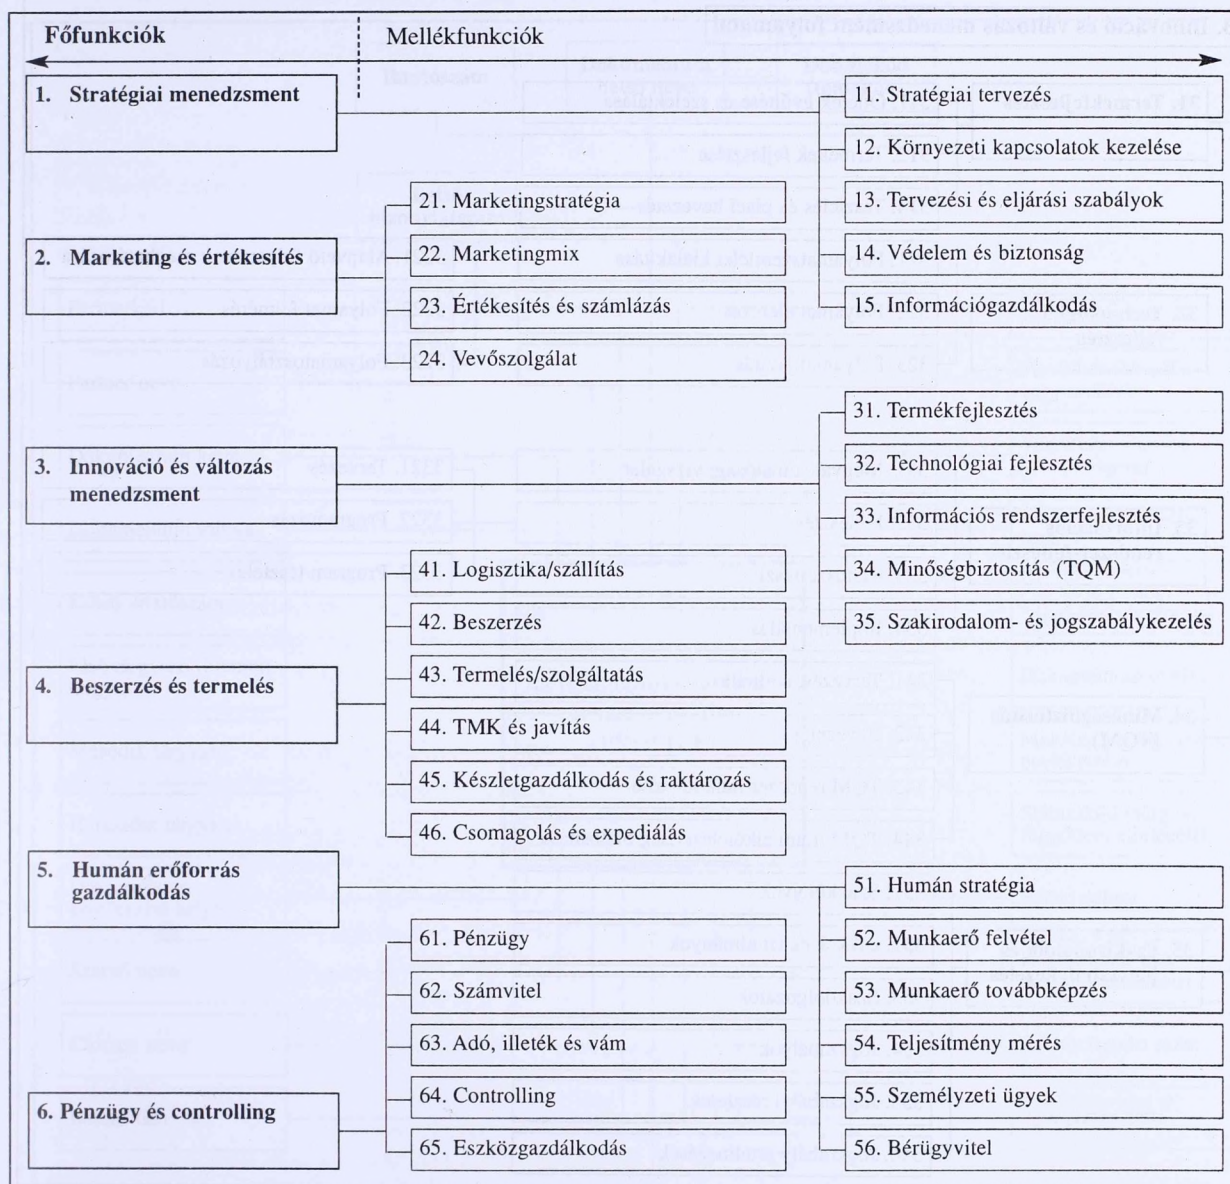 Főfunkciók
Mellékfunkciók
1. Stratégiai menedzsment
11. Stratégiai tervezés
12. Környezeti kapcsolatok kezelése
13. Tervezési és eljárási szabályok
14. Védelem és biztonság
15. Információgazdálkodás
2. Marketing és értékesítés
21. Marketingstratégia
22. Marketingmix
23. Értékesítés és számlázás
24. Vevőszolgálat
3. Innováció és változás
menedzsment
31. Termékfejlesztés
32. Technológiai fejlesztés
33. Információs rendszerfejlesztés
34. Minőségbiztosítás (TQM)
35. Szakirodalom- és jogszabálykezelés
4. Beszerzés és termelés
41. Logisztika/szállítás
42. Beszerzés
43. Termelés/szolgáltatás
44. TMK és javítás
45. Készletgazdálkodás és raktározás
46. Csomagolás és expediálás
5. Humán erőforrás
gazdálkodás
51. Humán stratégia
52. Munkaerő felvétel
53. Munkaerő továbbképzés
54. Teljesítmény mérés
55. Személyzeti ügyek
56. Bérügyvitel
6. Pénzügy és controlling
61. Pénzügy
62. Számvitel
63. Adó, illeték és vám
64. Controlling
65. Eszközgazdálkodás